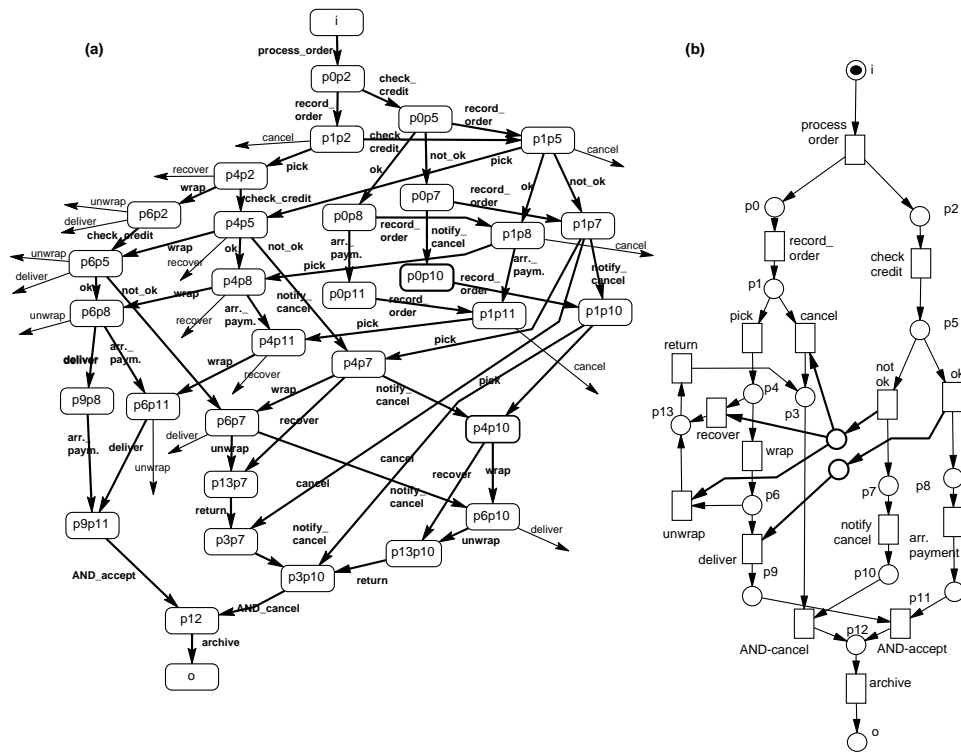 (a)
i
process_order
p0p2
check_
credit
record_
order
p0p5
record_
order
cancel
p1p2
check_
credit
p1p5
cancel
recover
pick
not_ok
pick
ok
not_ok
p4p2
ok
wrap
unwrap
deliver
p6p2
check_credit
p4p5
p0p8
p0p7
record_
order
record_
order
p1p8
p1p7
check_credit
unwrap
deliver
p6p5
wrap
ok
recover
not_ok
arr._
paym.
notify_
cancel
cancel
pick
arr._
paym.
notify_
cancel
ok
not_ok
p4p8
p0p11
p0p10
record_
order
record_
order
p1p11
p1p10
wrap
unwrap
p6p8
recover
arr._
paym.
notify_
cancel
arr._
paym.
p4p11
pick
pick
cancel
deliver
wrap
recover
p4p7
p9p8
p6p11
wrap
notify_
cancel
pick
p6p7
recover
p4p10
arr._
paym.
deliver
unwrap
deliver
unwrap
cancel
recover
wrap
p13p7
cancel
notify_
cancel
p9p11
return
p6p10
deliver
p3p7
notify_
cancel
p13p10
unwrap
AND_accept
p3p10
return
p12
AND_cancel
archive
o
(b)
i
process
order
p0
p2
record_
order
check
credit
p1
pick
cancel
p5
return
not
ok
ok
p4
p3
p13
recover
wrap
p6
p7
p8
unwrap
deliver
notify
cancel
arr.
payment
p9
p10
p11
p12
AND-cancel
AND-accept
archive
o